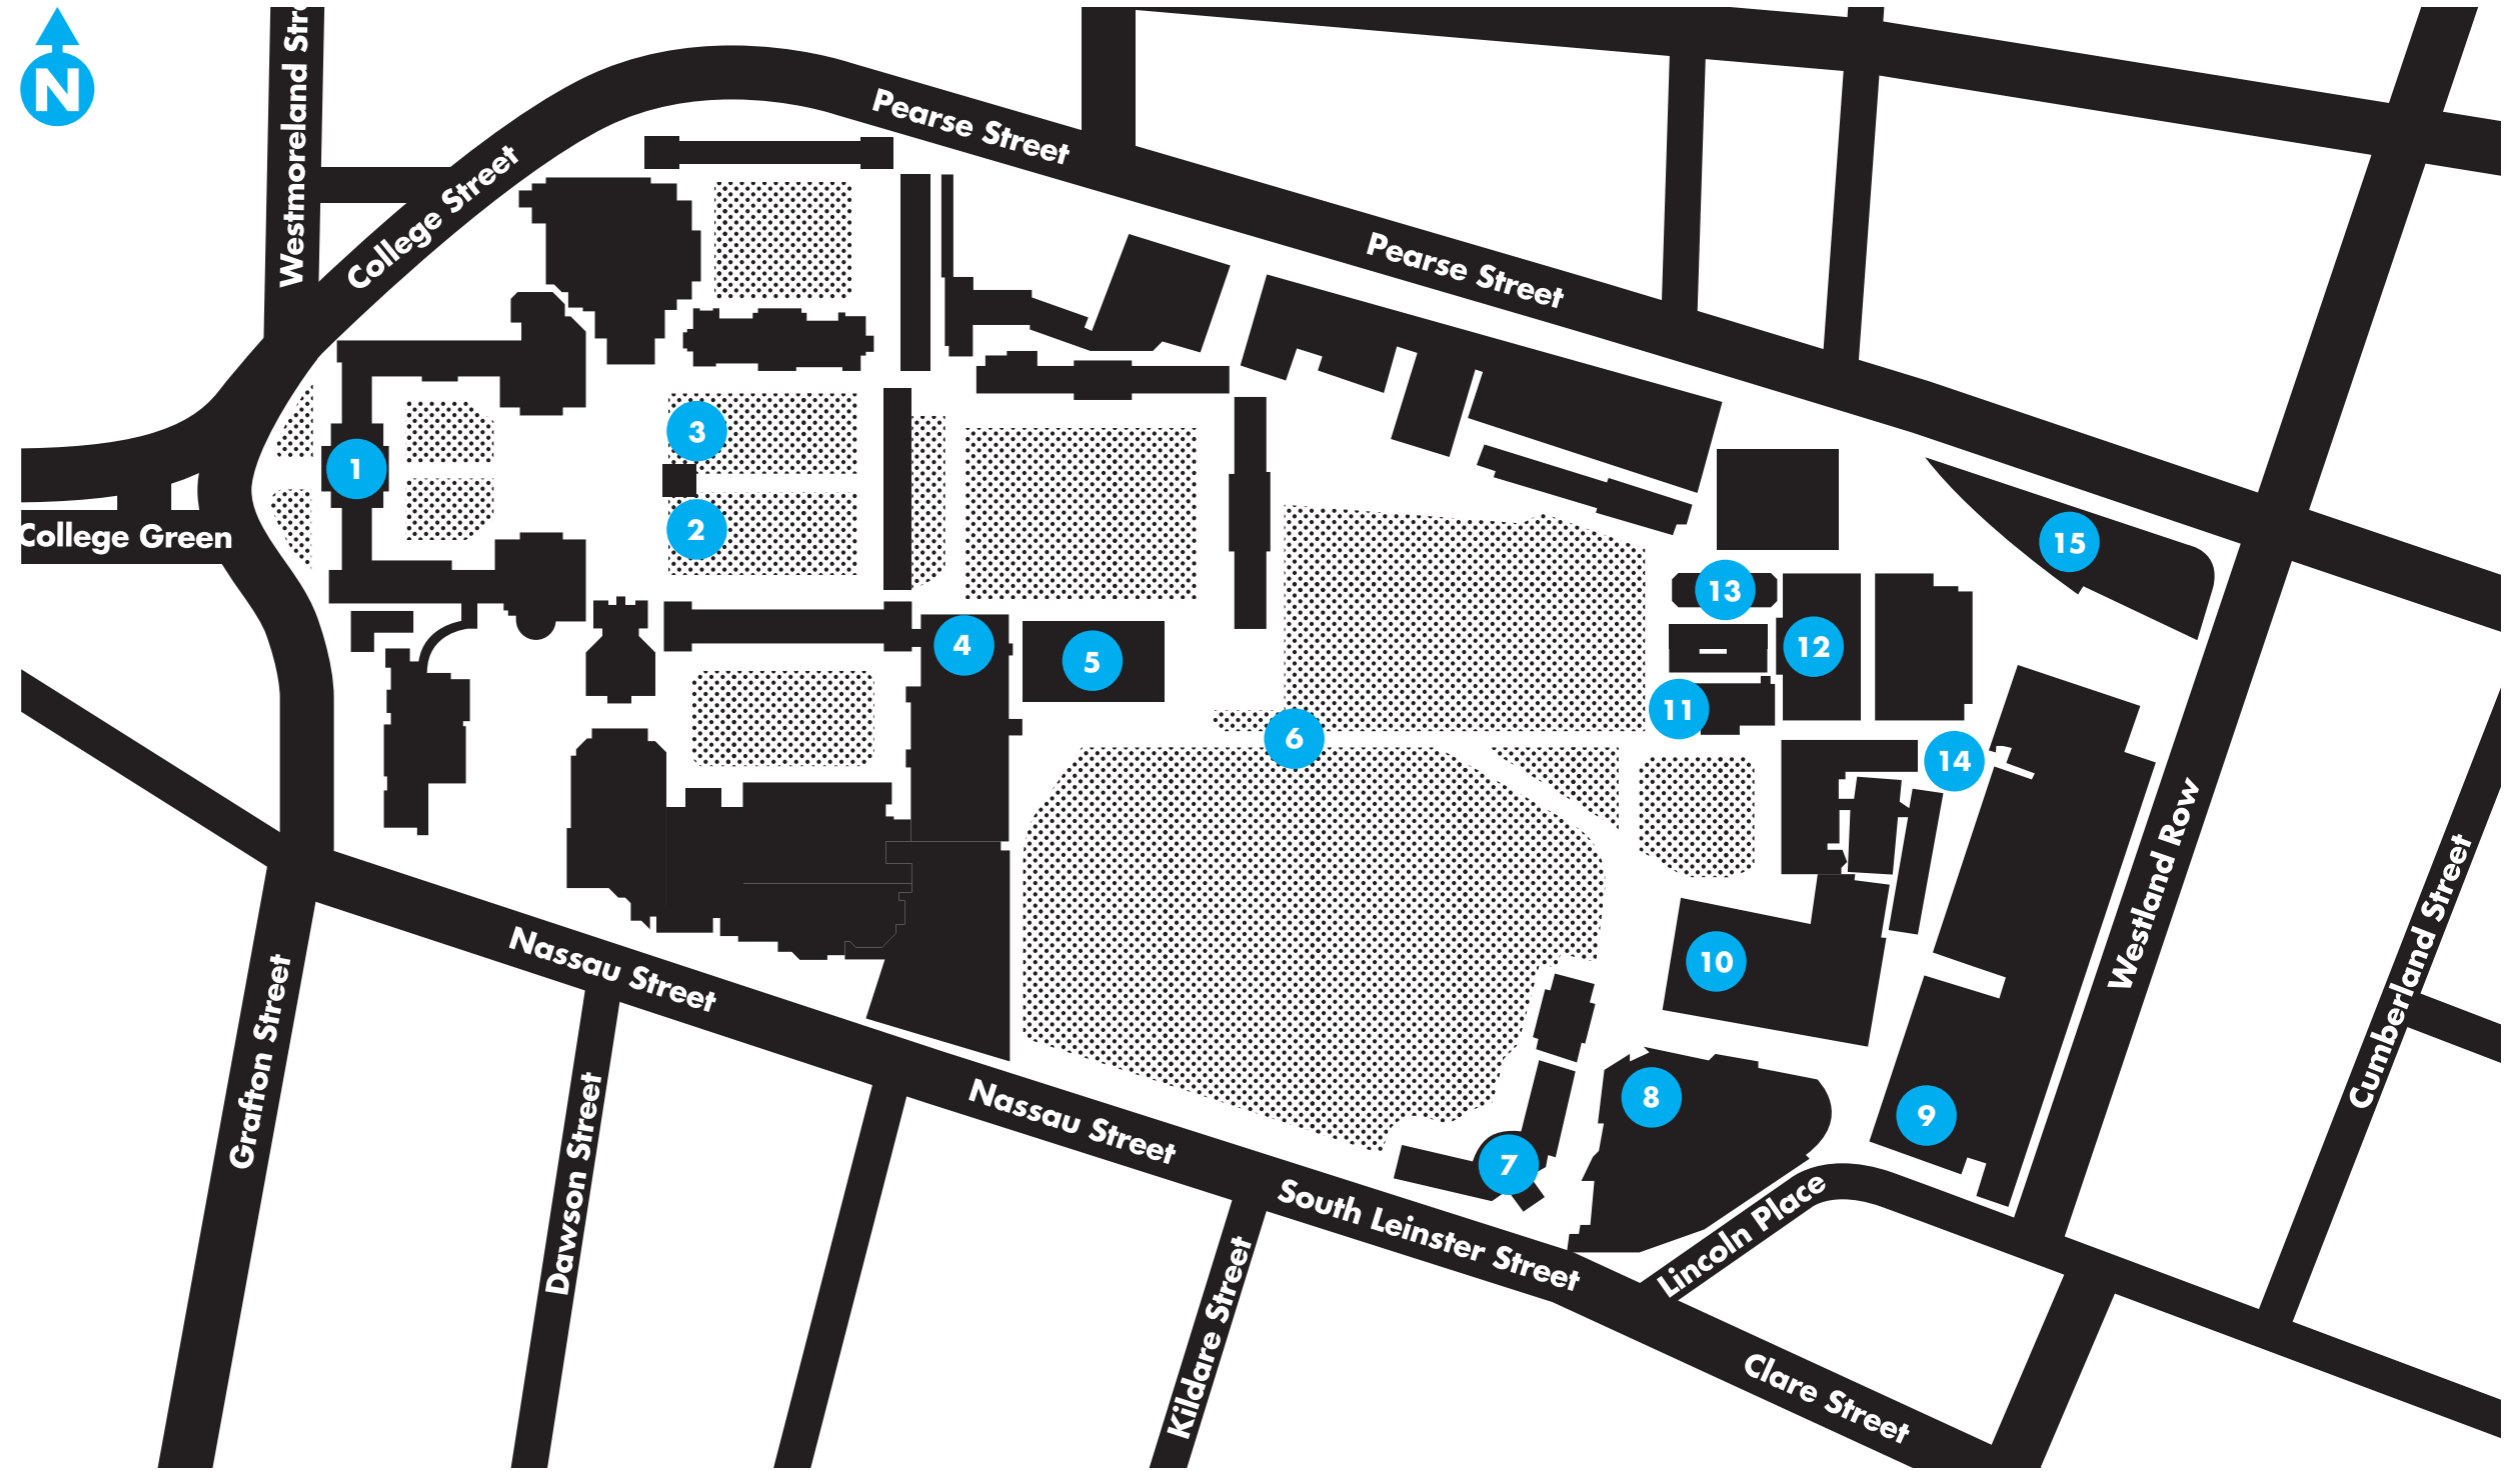 N
Westmoreland Stre
College Street
Pearse Street
Pearse Street
College Green
1
3
2
4
5
6
13
12
11
15
14
10
8
9
7
Nassau Street
Nassau Street
South Leinster Street
Lincoln Place
Westland Row
Cumberland Street
Grafton Street
Dawson Street
Kildare Street
Clare Street